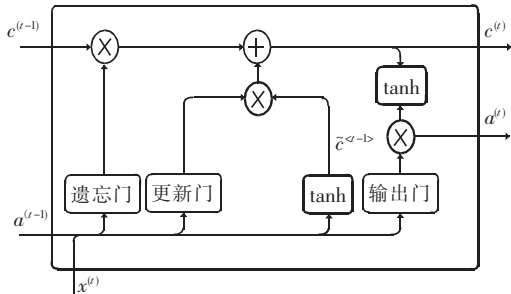 c^(t-1)
c^(t)
tanh
a^(t)
c̃^<t-1>
遗忘门
更新门
tanh
输出门
a^(t-1)
x^(t)